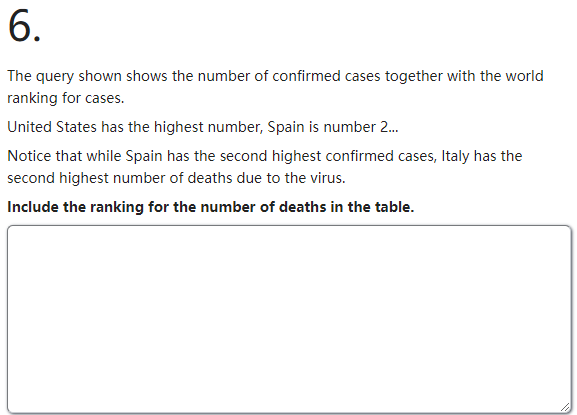 6.
The query shown shows the number of confirmed cases together with the world
ranking for cases.
United States has the highest number, Spain is number 2...
Notice that while Spain has the second highest confirmed cases, Italy has the
second highest number of deaths due to the virus.
Include the ranking for the number of deaths in the table.